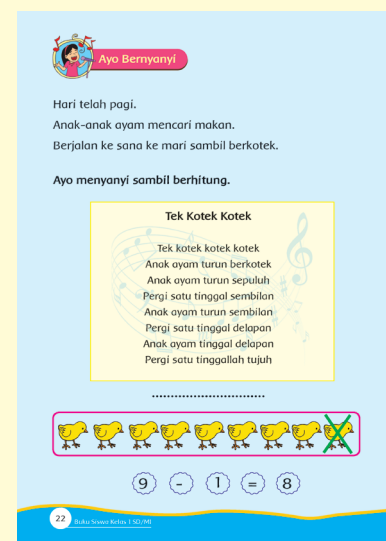 Ayo Bernyanyi
Hari telah pagi.
Anak-anak ayam mencari makan.
Berjalan ke sana ke mari sambil berkotek.
Ayo menyanyi sambil berhitung.
Tek Kotek Kotek
Tek kotek kotek kotek
Anak ayam turun berkotek
Anak ayam turun sepuluh
Pergi satu tinggal sembilan
Anak ayam turun sembilan
Pergi satu tinggal delapan
Anak ayam tinggal delapan
Pergi satu tinggallah tujuh
..............................
9 - 1 = 8
22 Buku Siswa Kelas 1 SD/MI